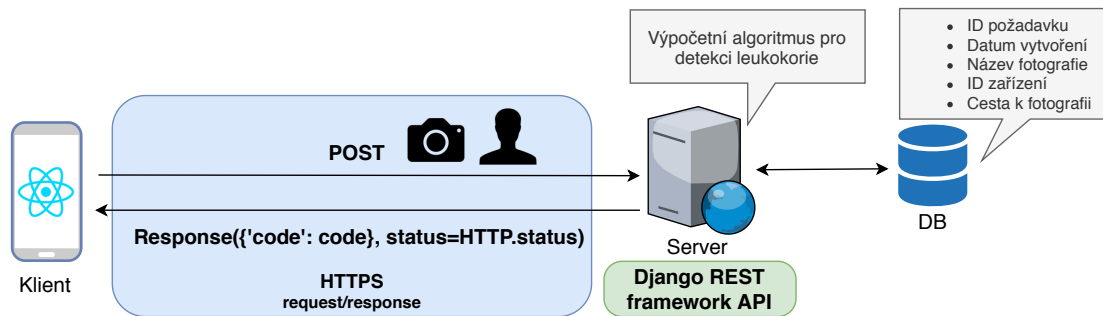 Výpočetní algoritmus pro
detekci leukokorie
ID požadavku
Datum vytvoření
Název fotografie
ID zařízení
Cesta k fotografii
POST
Response({'code': code}, status=HTTP.status)
HTTPS
request/response
Klient
Server
Django REST
framework API
DB